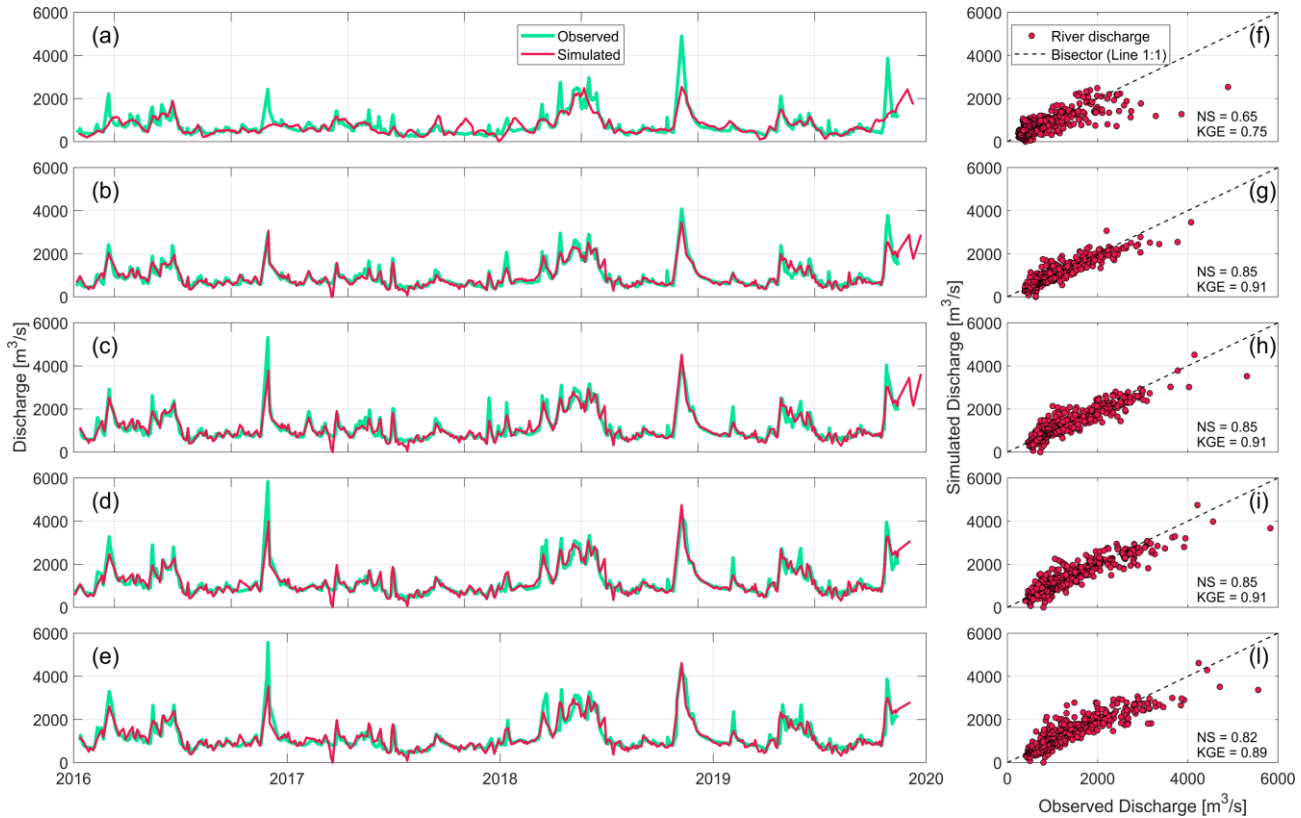 6000
4000
2000
0
(a)
Observed
Simulated
6000
4000
2000
0
(f)
River discharge
Bisector (Line 1:1)
NS = 0.65
KGE = 0.75
6000
4000
2000
0
(b)
6000
4000
2000
0
(g)
NS = 0.85
KGE = 0.91
6000
4000
2000
0
(c)
6000
4000
2000
0
(h)
NS = 0.85
KGE = 0.91
Discharge [m³/s]
Simulated Discharge [m³/s]
6000
4000
2000
0
(d)
6000
4000
2000
0
(i)
NS = 0.85
KGE = 0.91
6000
4000
2000
0
(e)
6000
4000
2000
0
(l)
NS = 0.82
KGE = 0.89
2016 2017 2018 2019 2020
0 2000 4000 6000
Observed Discharge [m³/s]